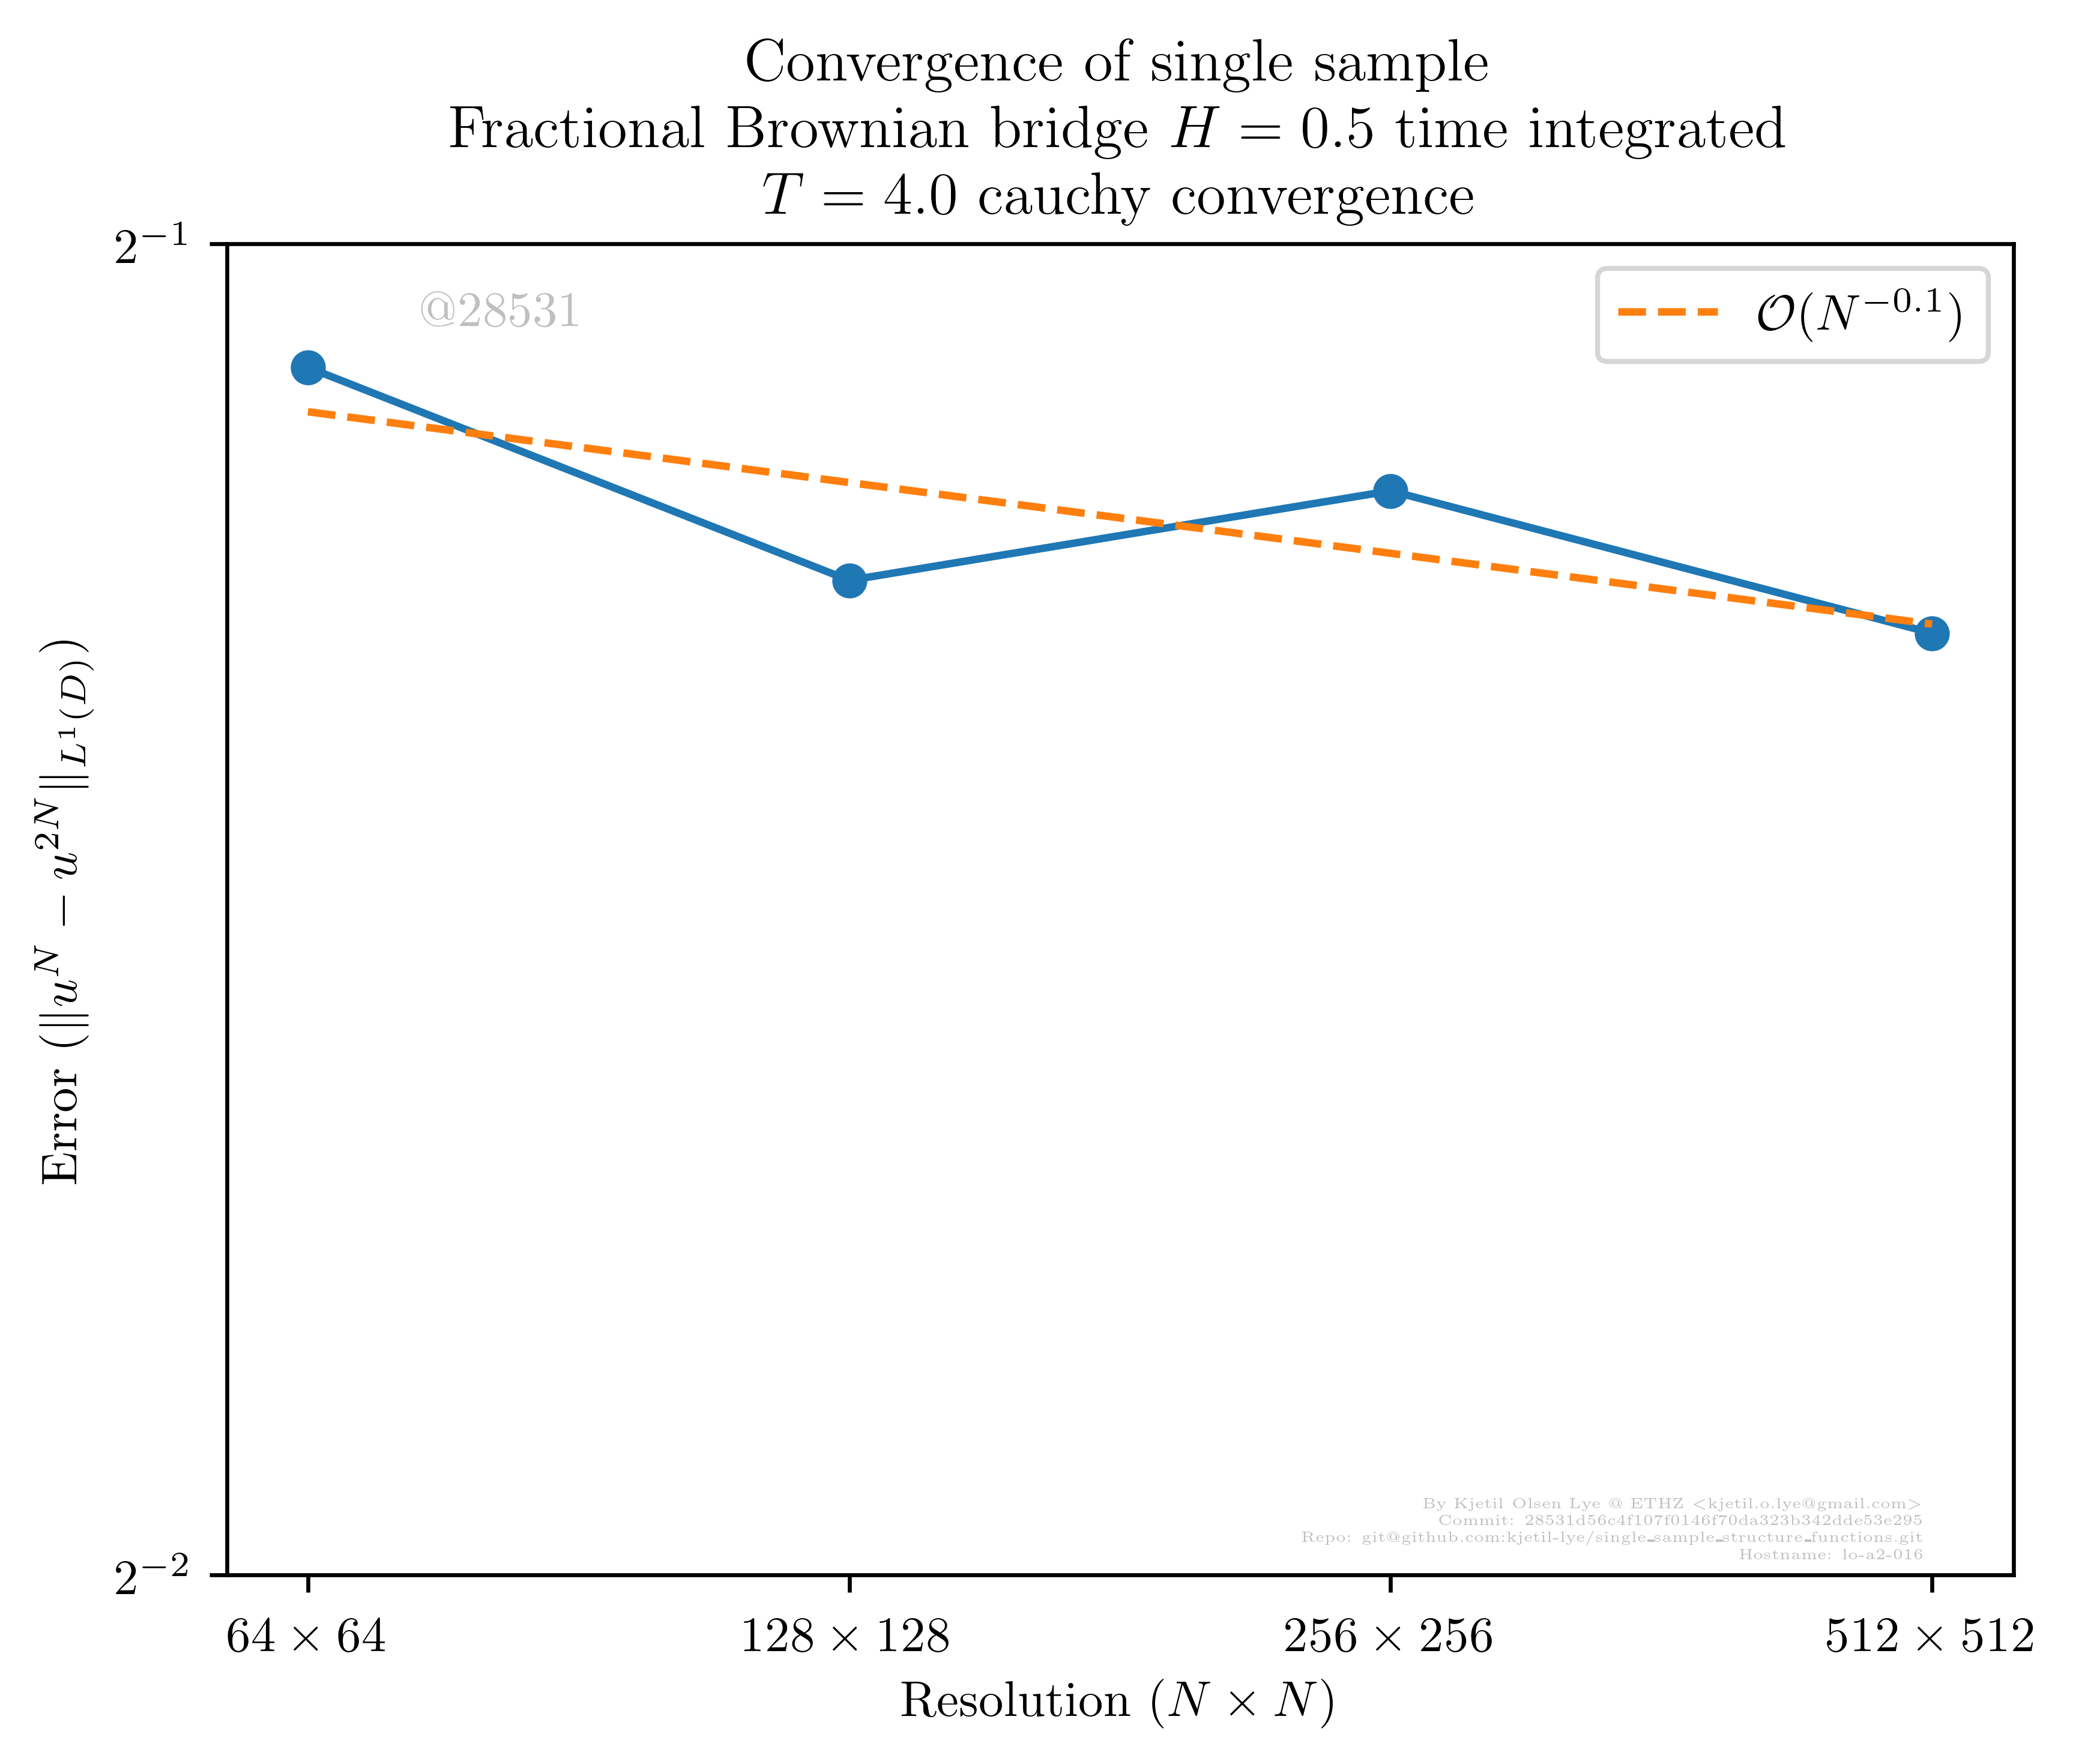 Convergence of single sample
Fractional Brownian bridge H = 0.5 time integrated
T = 4.0 cauchy convergence
2^{-1}
@28531
O(N^{-0.1})
Error (||u^N − u^{2N}||_{L^1(D)})
By Kjetil Olsen Lye @ ETHZ <kjetil.o.lye@gmail.com>
Commit: 28531d56c4f107f0146f70da323b342dde53e295
Repo: git@github.com:kjetil-lye/single_sample_structure_functions.git
Hostname: lo-a2-016
2^{-2}
64 × 64
128 × 128
256 × 256
512 × 512
Resolution (N × N)